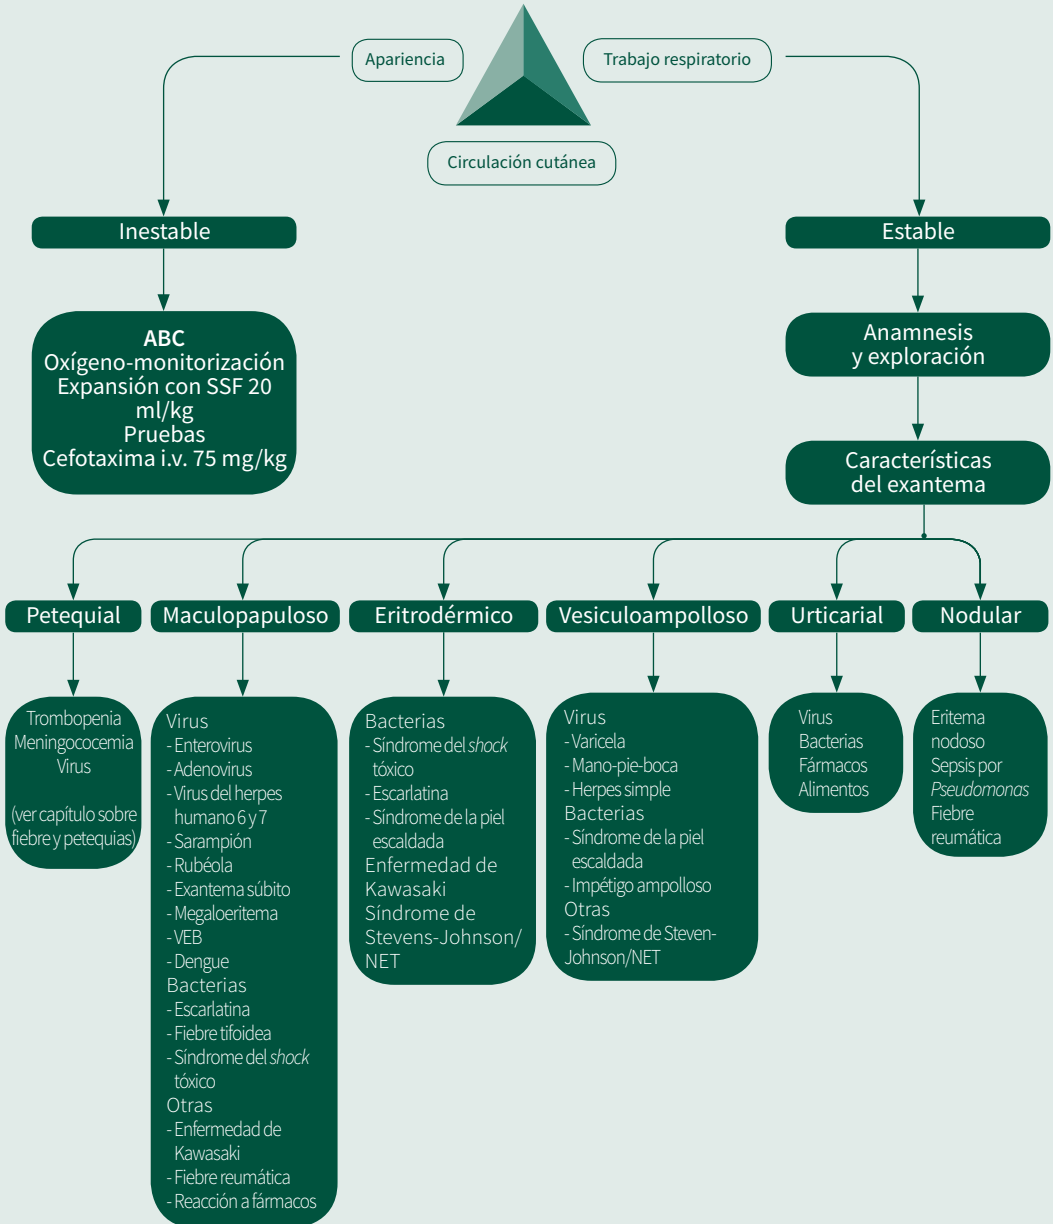 Apariencia
Trabajo respiratorio
Circulación cutánea
Inestable
Estable
ABC
Oxígeno-monitorización
Expansión con SSF 20
ml/kg
Pruebas
Cefotaxima i.v. 75 mg/kg
Anamnesis
y exploración
Características
del exantema
Petequial
Maculopapuloso
Eritrodérmico
Vesiculoampolloso
Urticarial
Nodular
Trombopenia
Meningococemia
Virus
(ver capítulo sobre
fiebre y petequias)
Virus
- Enterovirus
- Adenovirus
- Virus del herpes
humano 6 y 7
- Sarampión
- Rubéola
- Exantema súbito
- Megaloeritema
- VEB
- Dengue
Bacterias
- Escarlatina
- Fiebre tifoidea
- Síndrome del shock
tóxico
Otras
- Enfermedad de
Kawasaki
- Fiebre reumática
- Reacción a fármacos
Bacterias
- Síndrome del shock
tóxico
- Escarlatina
- Síndrome de la piel
escaldada
Enfermedad de
Kawasaki
Síndrome de
Stevens-Johnson/
NET
Virus
- Varicela
- Mano-pie-boca
- Herpes simple
Bacterias
- Síndrome de la piel
escaldada
- Impétigo ampolloso
Otras
- Síndrome de Steven-
Johnson/NET
Virus
Bacterias
Fármacos
Alimentos
Eritema
nodoso
Sepsis por
Pseudomonas
Fiebre
reumática